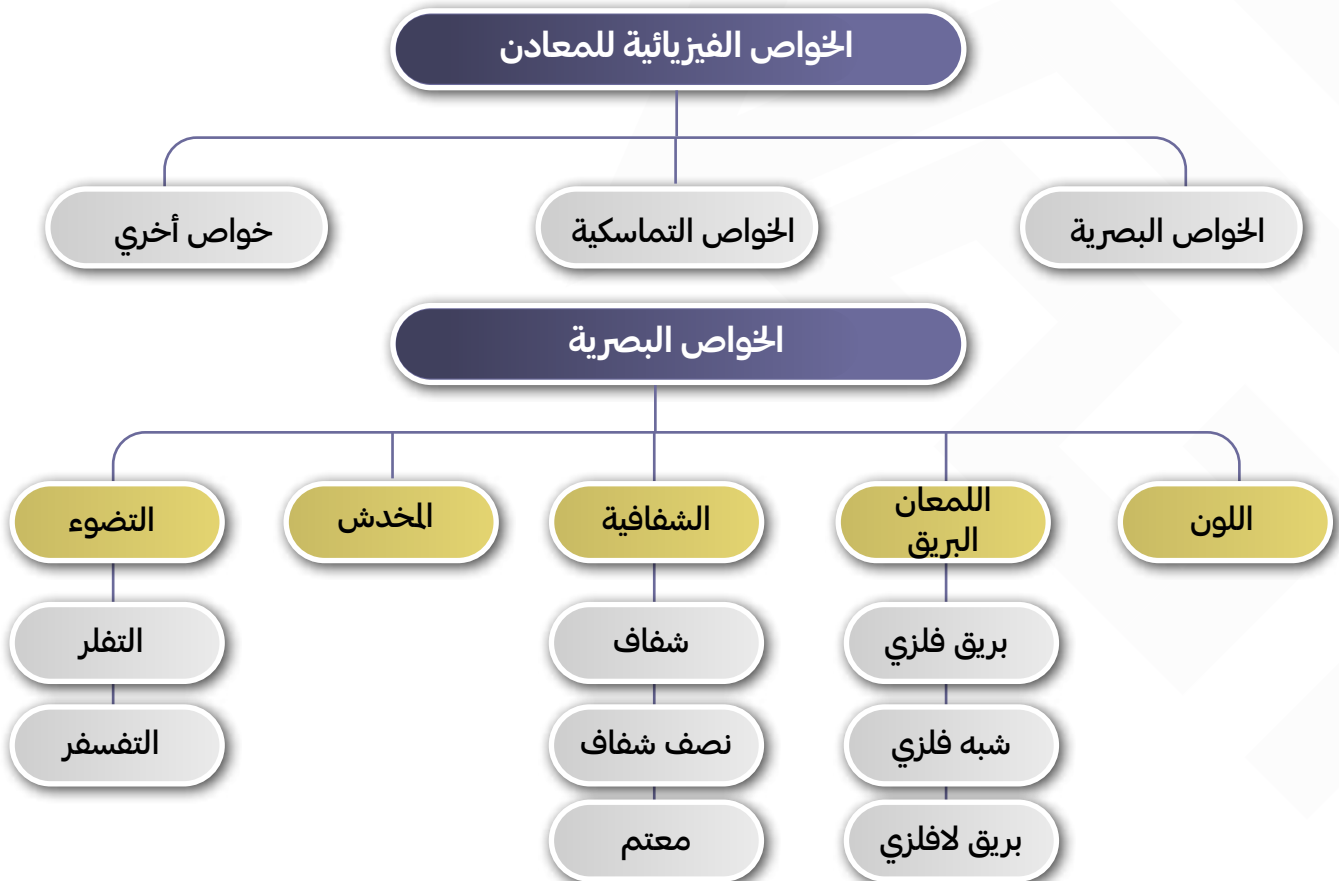 الخواص الفيزيائية للمعادن
الخواص البصرية
الخواص التماسكية
خواص أخري
الخواص البصرية
اللون
اللمعان
البريق
الشفافية
المخدش
التضوء
بريق فلزي
شفاف
التفلر
شبه فلزي
نصف شفاف
التفسفر
بريق لافلزي
معتم